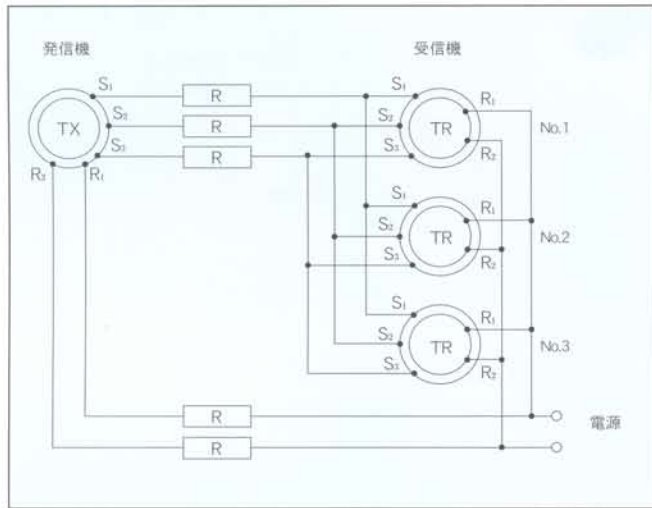 発信機 受信機
S₁ S₁ R₁
R
TX S₂ R S₂ TR No.1
S₃ R S₃
R₂ R₁ R₂
S₁ R₁
S₂ TR No.2
S₃ R₂
S₁ R₁
S₂ TR No.3
S₃ R₂
R 電源
R